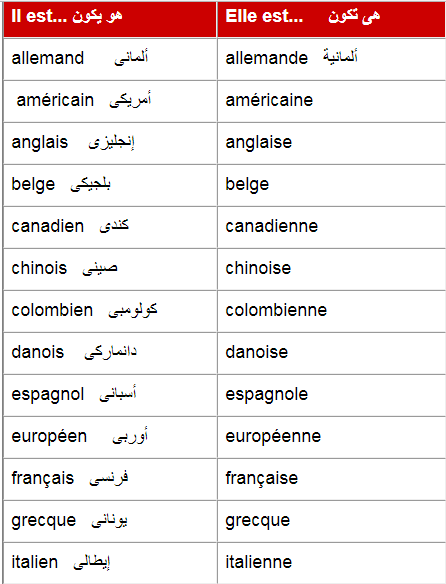 Il est... هو يكون Elle est... هى تكون
allemand ألمانى allemande ألمانية
américain أمريكى américaine
anglais إنجليزى anglaise
belge بلجيكى belge
canadien كندى canadienne
chinois صينى chinoise
colombien كولومبى colombienne
danois دانماركى danoise
espagnol أسبانى espagnole
européen أوربى européenne
français فرنسى française
grecque يونانى grecque
italien إيطالى italienne